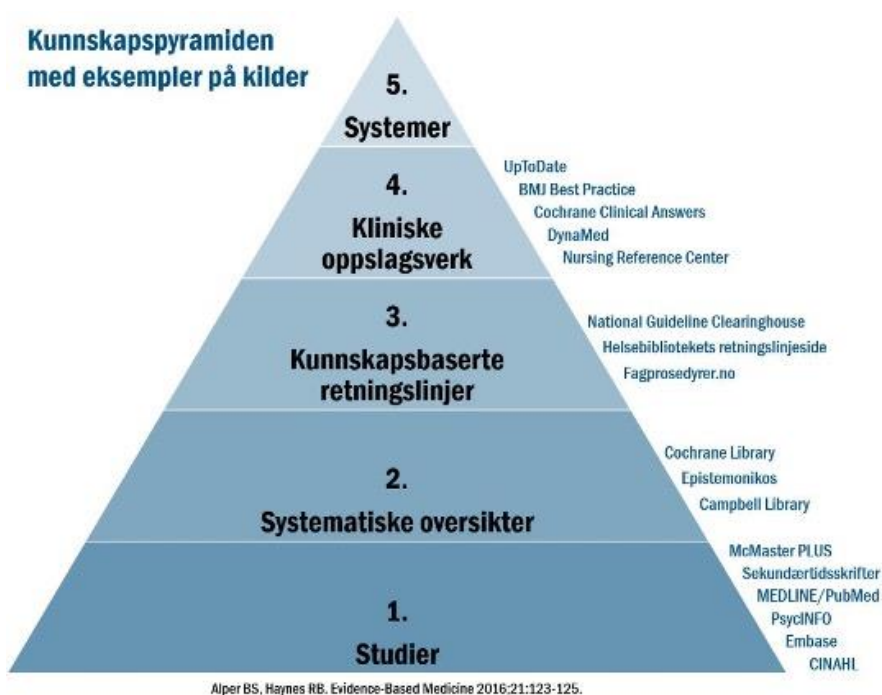 Kunnskapspyramiden
med eksempler på kilder
5.
Systemer
UpToDate
BMJ Best Practice
Cochrane Clinical Answers
DynaMed
Nursing Reference Center
4.
Kliniske
oppslagsverk
National Guideline Clearinghouse
Helsebibliotekets retningslinjeside
Fagprosedyrer.no
3.
Kunnskapsbaserte
retningslinjer
Cochrane Library
Epistemonikos
Campbell Library
2.
Systematiske oversikter
McMaster PLUS
Sekundærtidsskrifter
MEDLINE/PubMed
PsycINFO
Embase
CINAHL
1.
Studier
Alper BS, Haynes RB. Evidence-Based Medicine 2016;21:123-125.